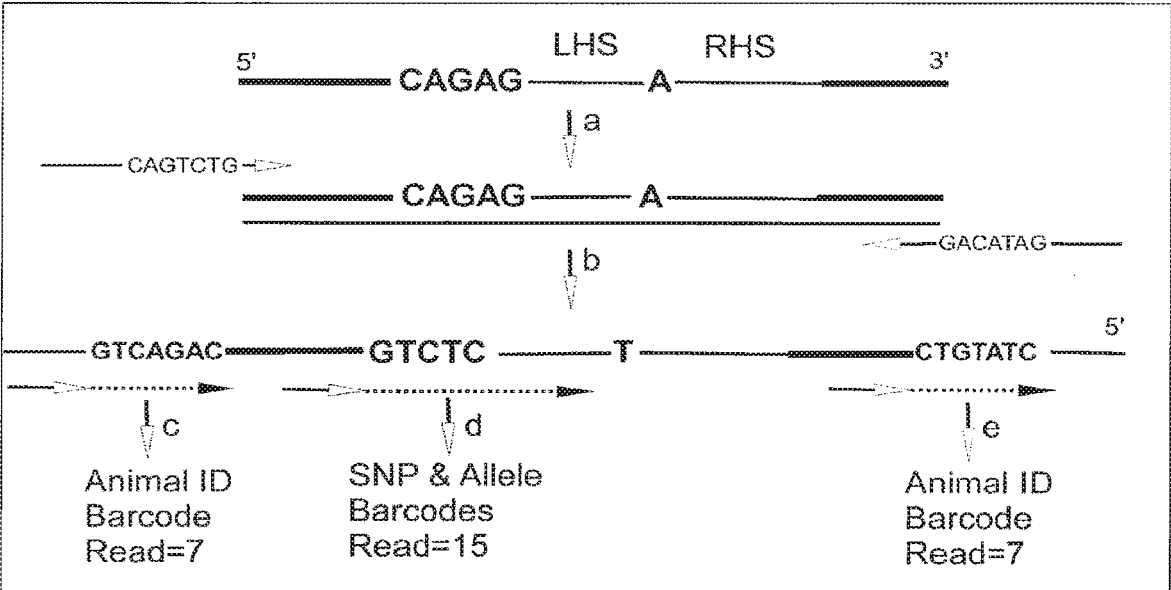 LHS RHS
5' 3'
CAGAG A
a
CAGTCTG
CAGAG A
GACATAG
b
5'
GTCAGAC GTCTC T CTGTATC
c d e
Animal ID
Barcode
Read=7
SNP & Allele
Barcodes
Read=15
Animal ID
Barcode
Read=7